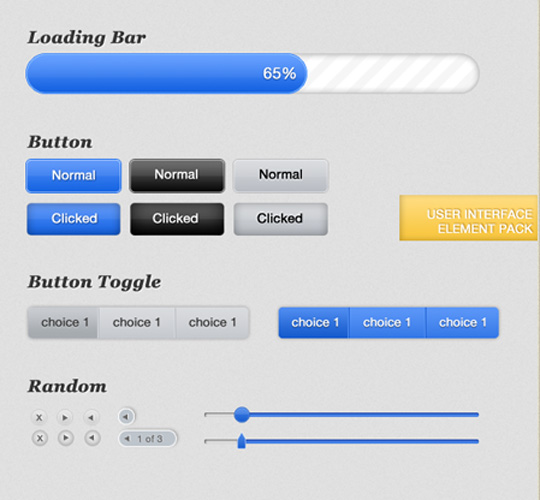 Loading Bar
65%
Button
Normal
Normal
Normal
Clicked
Clicked
Clicked
USER INTERFACE
ELEMENT PACK
Button Toggle
choice 1
choice 1
choice 1
choice 1
choice 1
choice 1
Random
x
x
1 of 3